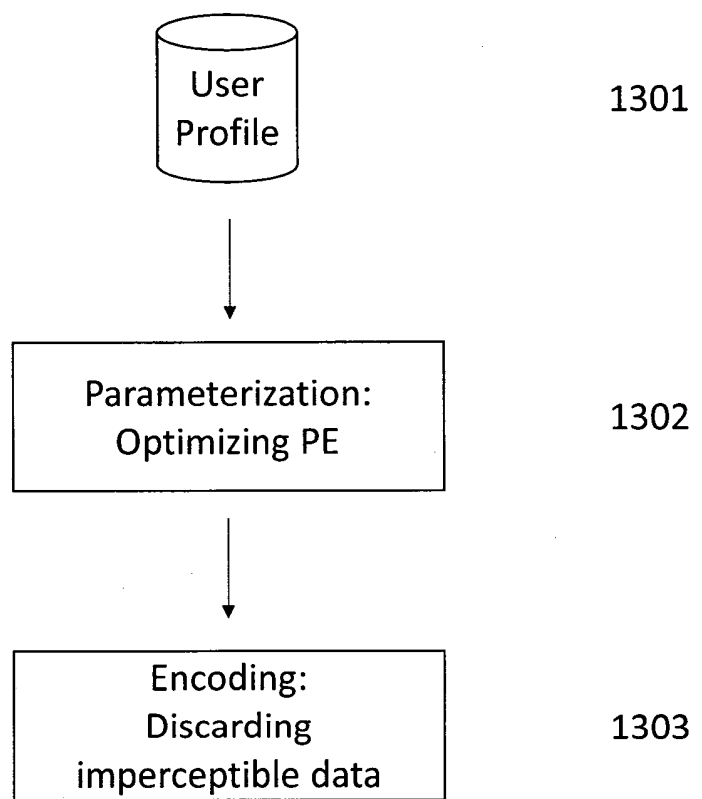 User
Profile
1301
Parameterization:
Optimizing PE
1302
Encoding:
Discarding
imperceptible data
1303